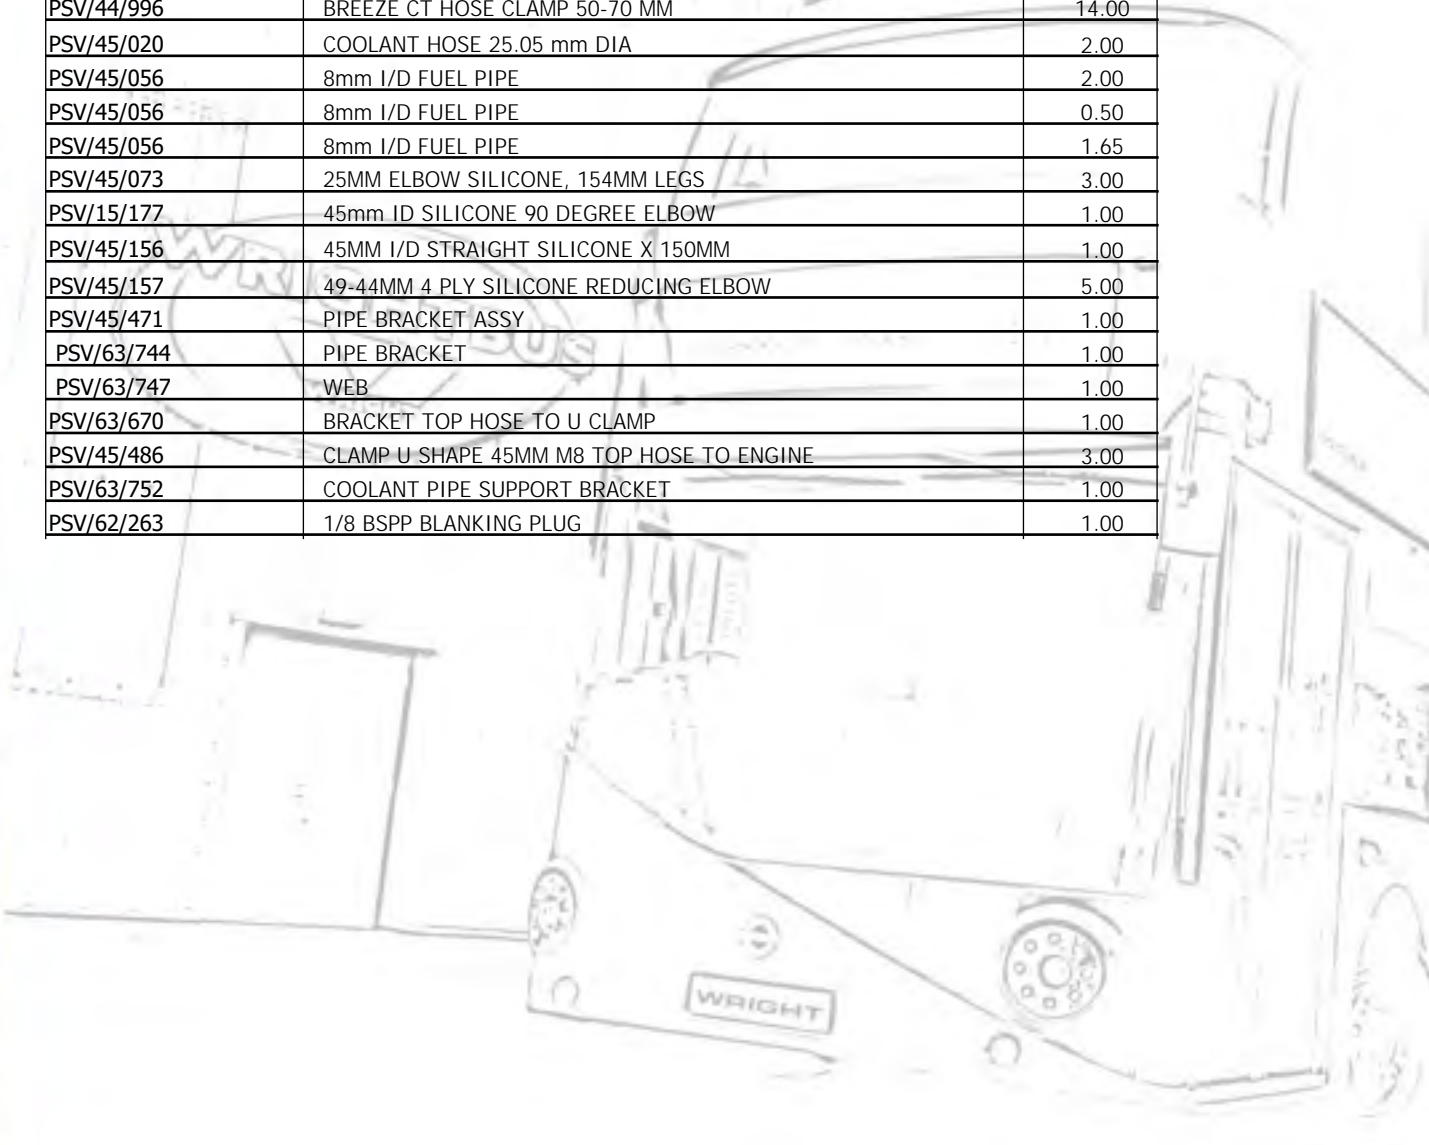 PSV/44/996 BREEZE CT HOSE CLAMP 50-70 MM 14.00
PSV/45/020 COOLANT HOSE 25.05 mm DIA 2.00
PSV/45/056 8mm I/D FUEL PIPE 2.00
PSV/45/056 8mm I/D FUEL PIPE 0.50
PSV/45/056 8mm I/D FUEL PIPE 1.65
PSV/45/073 25MM ELBOW SILICONE, 154MM LEGS 3.00
PSV/15/177 45mm ID SILICONE 90 DEGREE ELBOW 1.00
PSV/45/156 45MM I/D STRAIGHT SILICONE X 150MM 1.00
PSV/45/157 49-44MM 4 PLY SILICONE REDUCING ELBOW 5.00
PSV/45/471 PIPE BRACKET ASSY 1.00
PSV/63/744 PIPE BRACKET 1.00
PSV/63/747 WEB 1.00
PSV/63/670 BRACKET TOP HOSE TO U CLAMP 1.00
PSV/45/486 CLAMP U SHAPE 45MM M8 TOP HOSE TO ENGINE 3.00
PSV/63/752 COOLANT PIPE SUPPORT BRACKET 1.00
PSV/62/263 1/8 BSPP BLANKING PLUG 1.00
WRIGHTBUS
WRIGHT